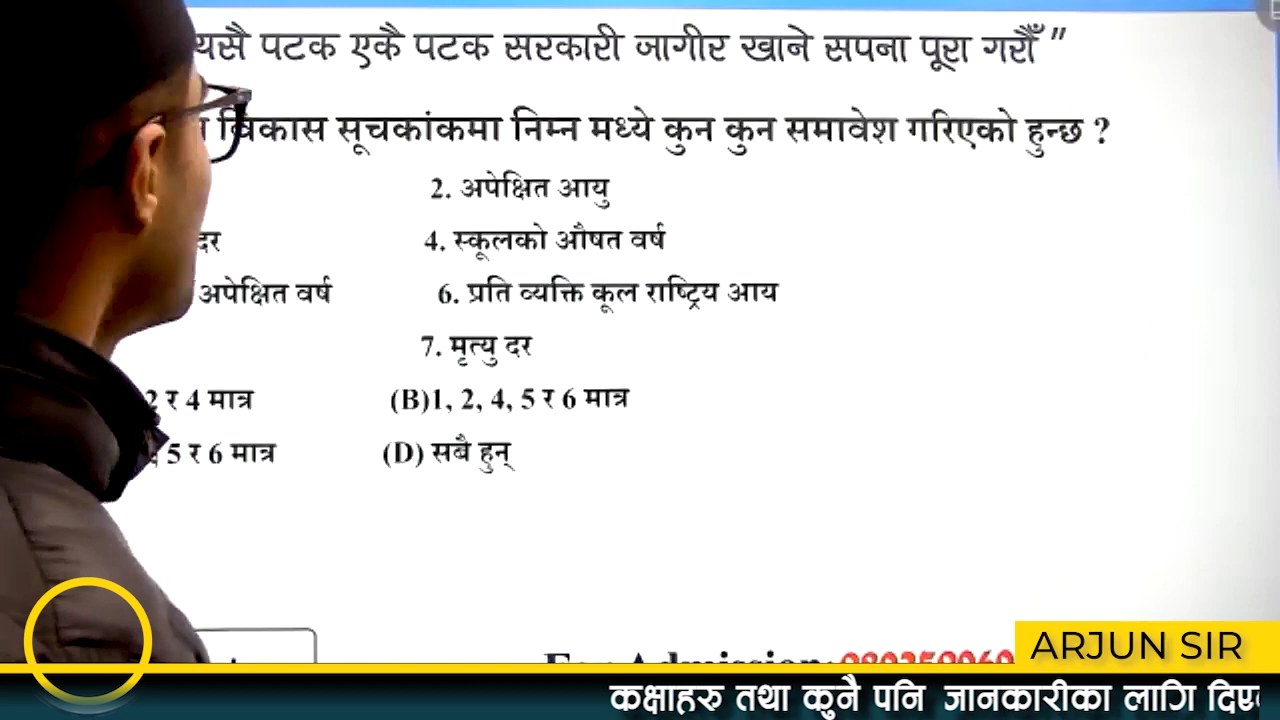 पटक एकै पटक सरकारी जागीर खाने सपना पूरा गरौँ "
विकास सूचकांकमा निम्न मध्ये कुन कुन समावेश गरिएको हुन्छ ?
2. अपेक्षित आयु
दर 4. स्कूलको औषत वर्ष
अपेक्षित वर्ष 6. प्रति व्यक्ति कूल राष्ट्रिय आय
7. मृत्यु दर
2 र 4 मात्र (B)1, 2, 4, 5 र 6 मात्र
5 र 6 मात्र (D) सबै हुन्
ARJUN SIR
कक्षाहरु तथा कुनै पनि जानकारीका लागि